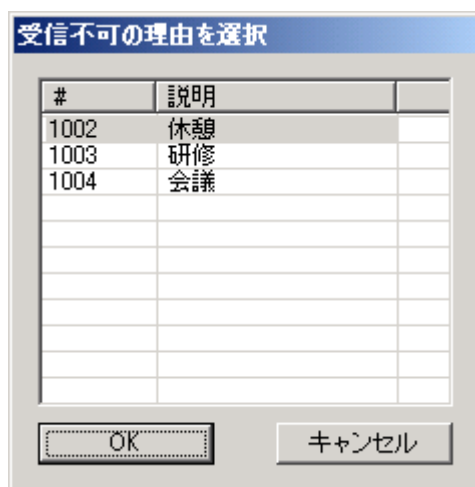 受信不可の理由を選択
# 説明
1002 休憩
1003 研修
1004 会議
OK キャンセル